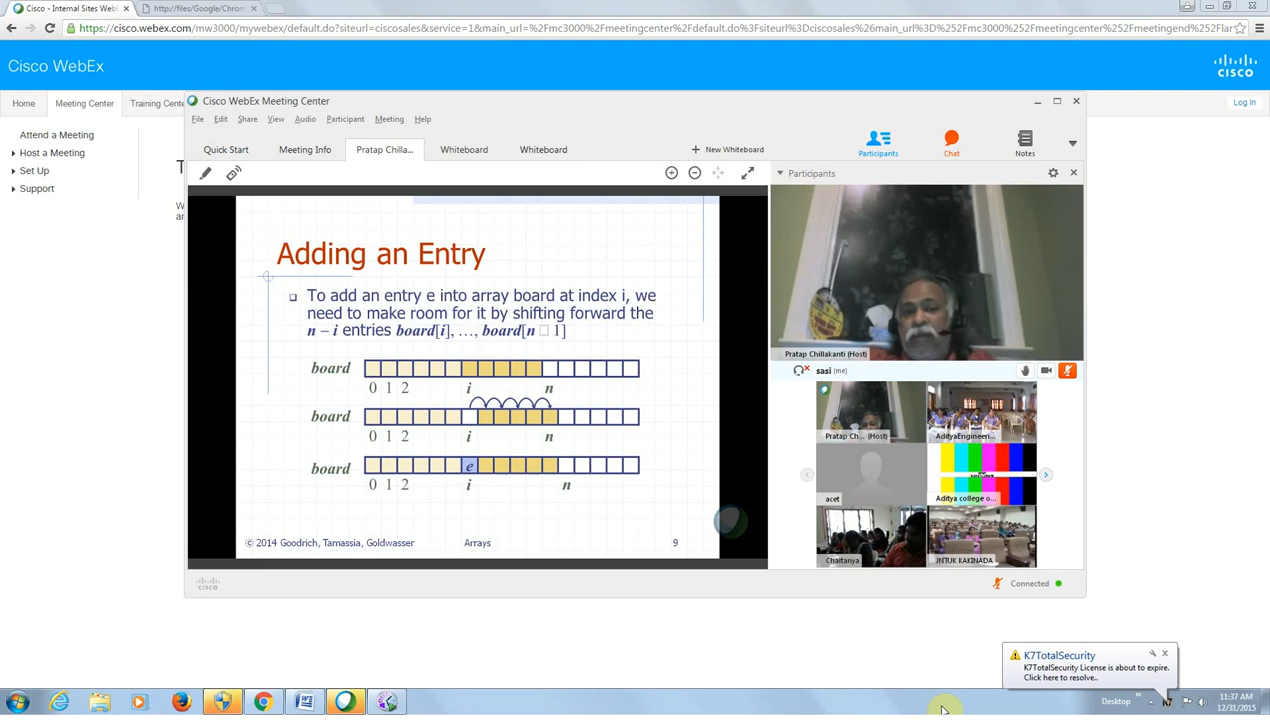 Cisco - Internal Sites WebE
http://files/Google/Chrom
https://cisco.webex.com/mw3000/mywebex/default.do?siteurl=ciscosales&service=1&main_url=%2Fmc3000%2Fmeetingcenter%2Fdefault.do%3Fsiteurl%3Dciscosales%26main_url%3D%252Fmc3000%252Fmeetingcenter%252Fmeetingend%252Flar
Cisco WebEx
CISCO
Home
Meeting Center
Training Cente
Log In
Attend a Meeting
Host a Meeting
Set Up
Support
T
W
ar
Cisco WebEx Meeting Center
File Edit Share View Audio Participant Meeting Help
Quick Start
Meeting Info
Pratap Chilla...
Whiteboard
Whiteboard
+ New Whiteboard
Participants
Chat
Notes
Participants
Adding an Entry
To add an entry e into array board at index i, we
need to make room for it by shifting forward the
n – i entries board[i], …, board[n □ 1]
board
0 1 2 i n
board
0 1 2 i n
board e
0 1 2 i n
© 2014 Goodrich, Tamassia, Goldwasser
Arrays
9
Pratap Chillakanti (Host)
sasi (me)
Pratap Ch... (Host)
AdityaEngineeri...
acet
Aditya college o...
Chaitanya
JNTUK KAKINADA
CISCO
Connected
K7TotalSecurity
K7TotalSecurity License is about to expire.
Click here to resolve..
Desktop
11:37 AM
12/31/2015